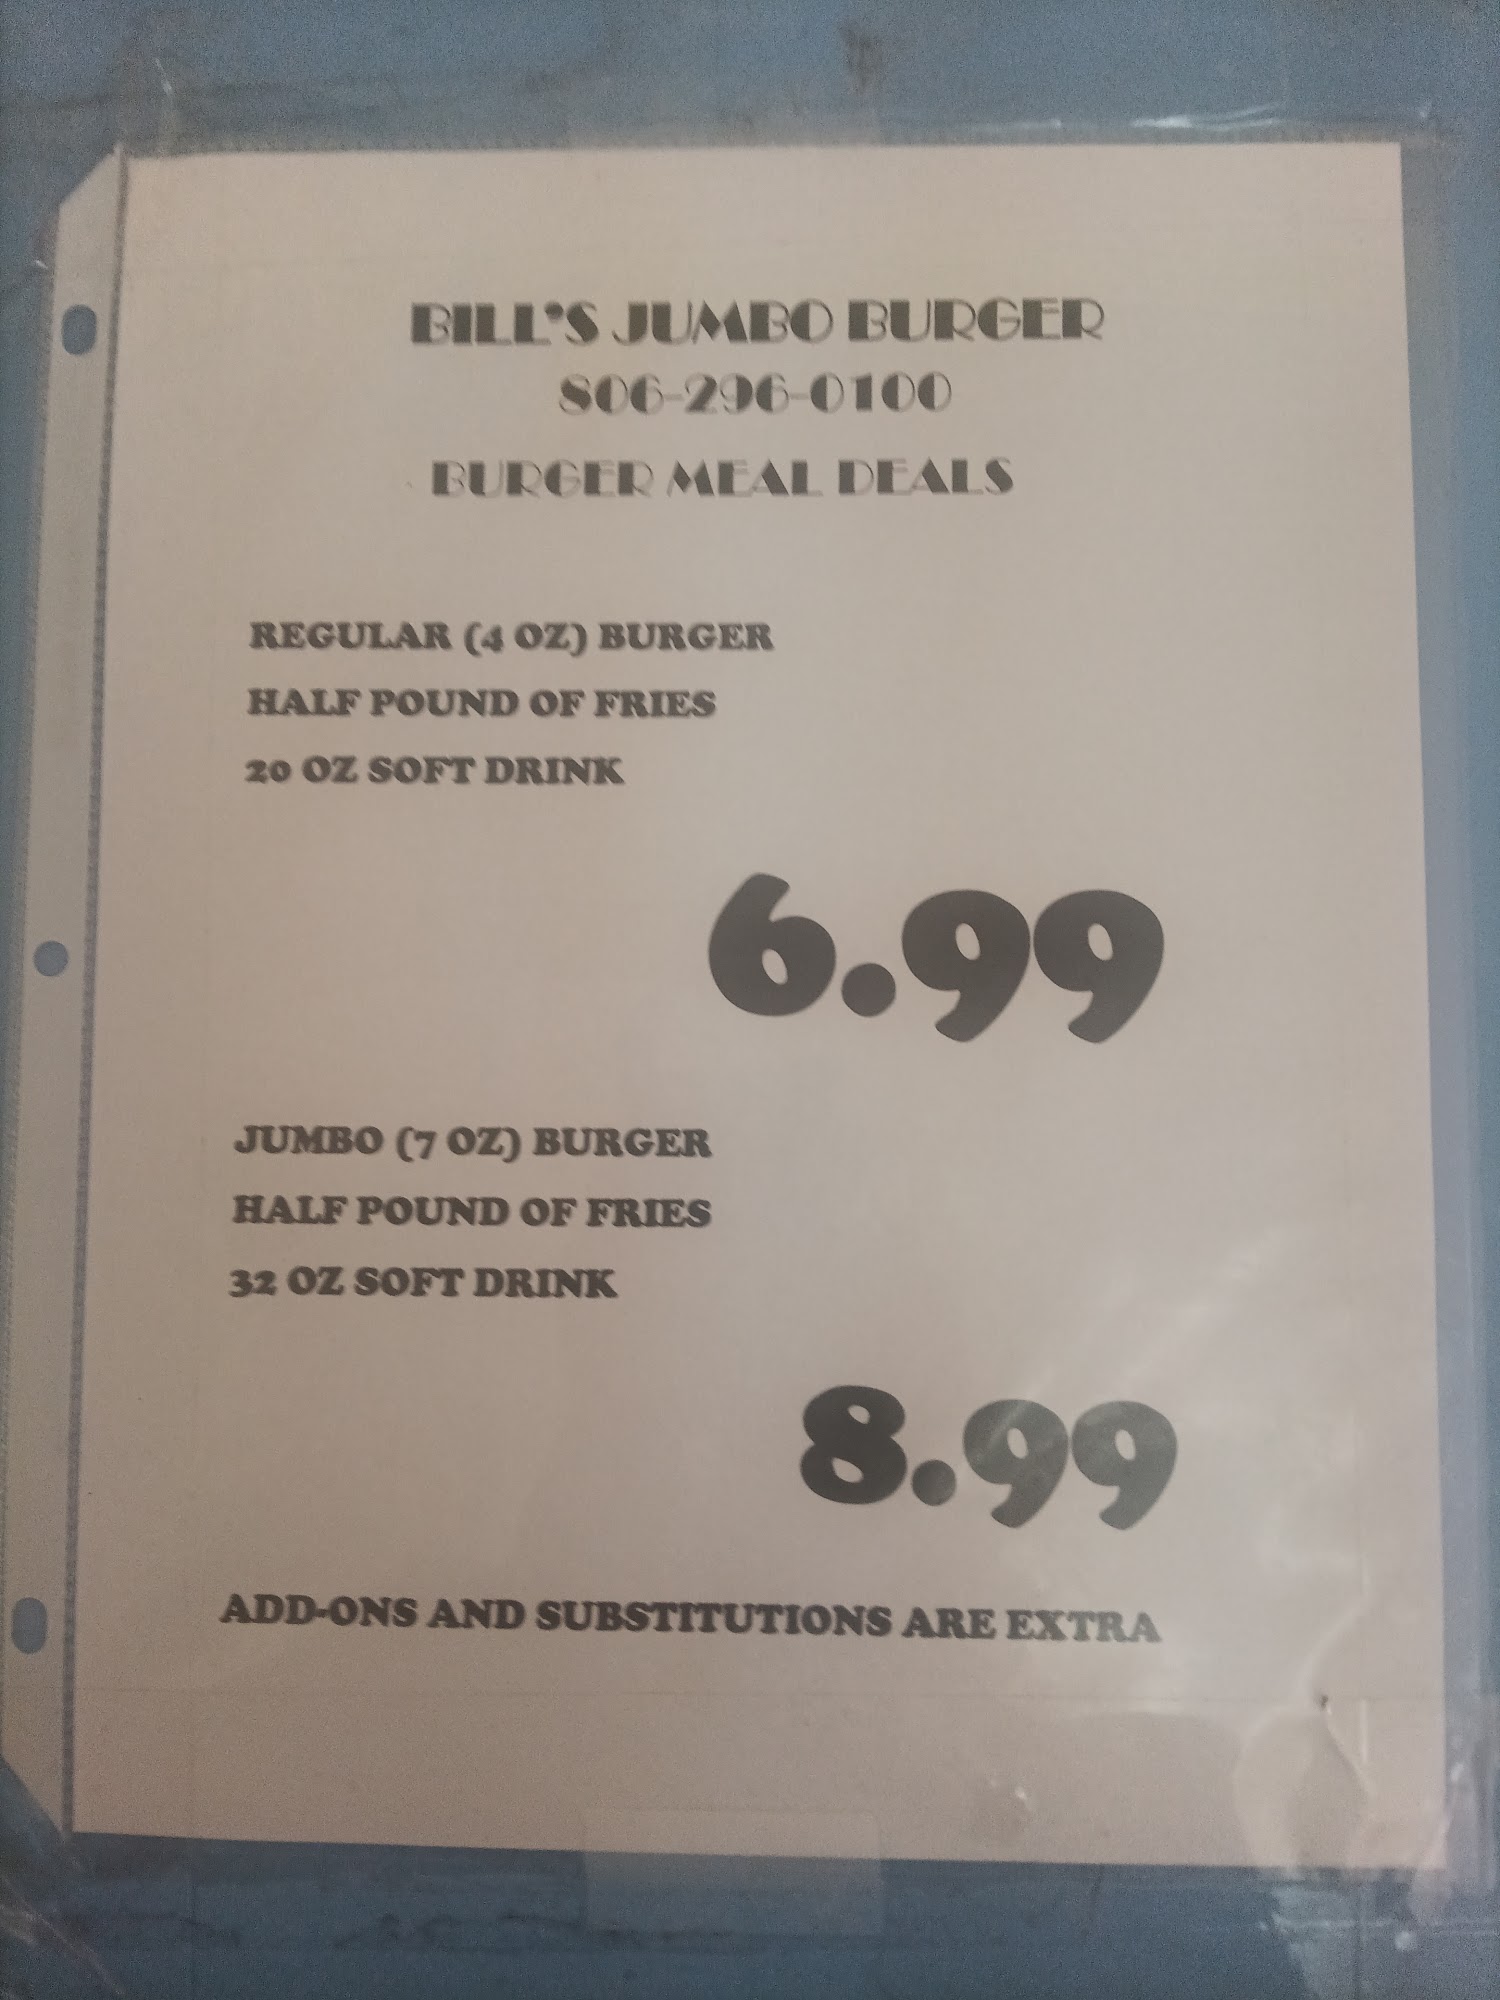 BILL'S JUMBO BURGER
806-296-0100
BURGER MEAL DEALS
REGULAR (4 OZ) BURGER
HALF POUND OF FRIES
20 OZ SOFT DRINK
6.99
JUMBO (7 OZ) BURGER
HALF POUND OF FRIES
32 OZ SOFT DRINK
8.99
ADD-ONS AND SUBSTITUTIONS ARE EXTRA